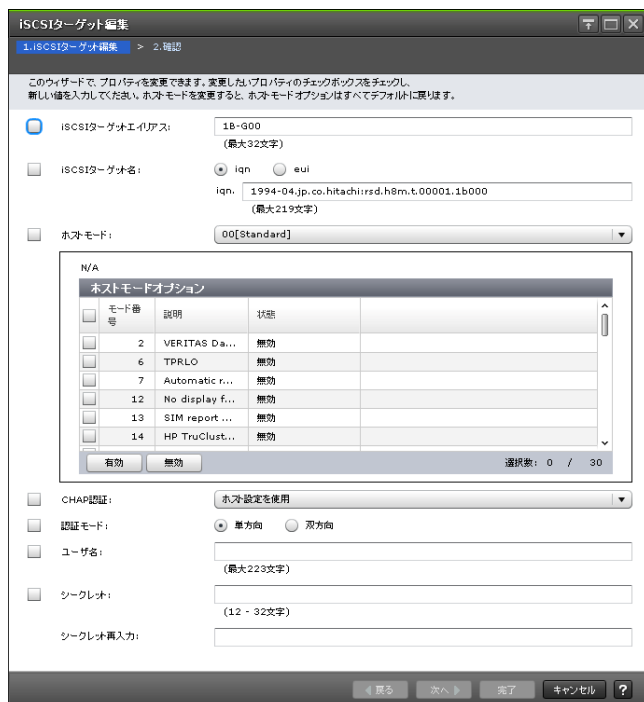 iSCSIターゲット編集
1.iSCSIターゲット編集 > 2.確認
このウィザードで、プロパティを変更できます。変更したいプロパティのチェックボックスをチェックし、
新しい値を入力してください。ホストモードを変更すると、ホストモードオプションはすべてデフォルトに戻ります。
iSCSIターゲットエイリアス: 1B-G00
(最大32文字)
iSCSIターゲット名: iqn eui
iqn. 1994-04.jp.co.hitachi:rsd.h8m.t.00001.1b000
(最大219文字)
ホストモード: 00[Standard]
N/A
ホストモードオプション
モード番号 説明 状態
2 VERITAS Da... 無効
6 TPRLO 無効
7 Automatic r... 無効
12 No display f... 無効
13 SIM report ... 無効
14 HP TruClust... 無効
有効 無効 選択数: 0 / 30
CHAP認証: ホスト設定を使用
認証モード: 単方向 双方向
ユーザ名:
(最大223文字)
シークレット:
(12 - 32文字)
シークレット再入力:
戻る 次へ 完了 キャンセル ?